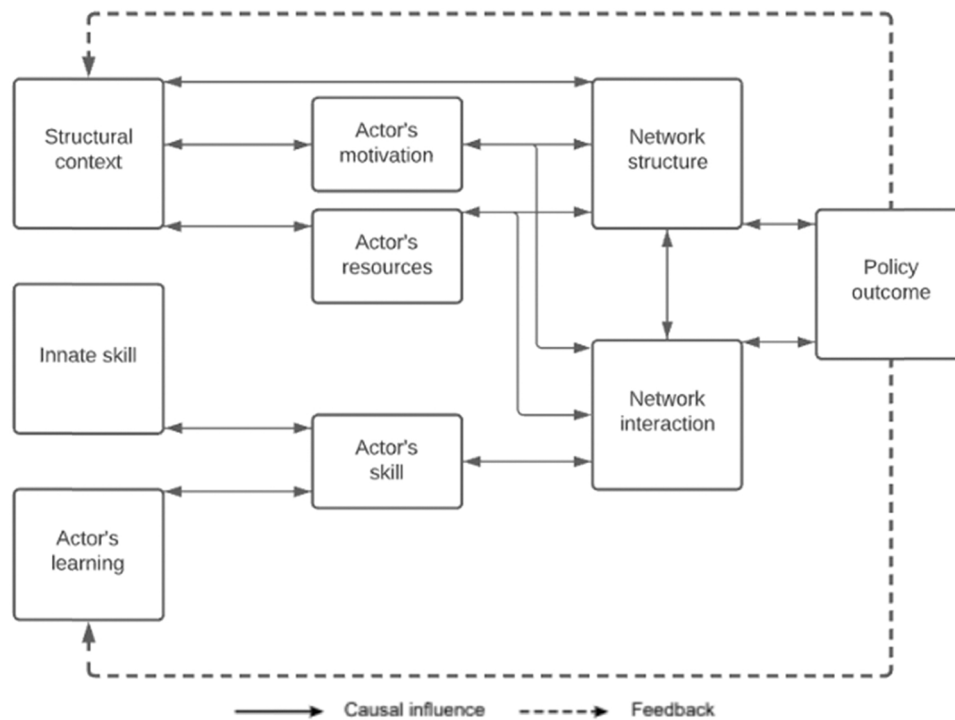 Structural
context
Actor's
motivation
Network
structure
Actor's
resources
Policy
outcome
Innate skill
Network
interaction
Actor's
skill
Actor's
learning
Causal influence
Feedback